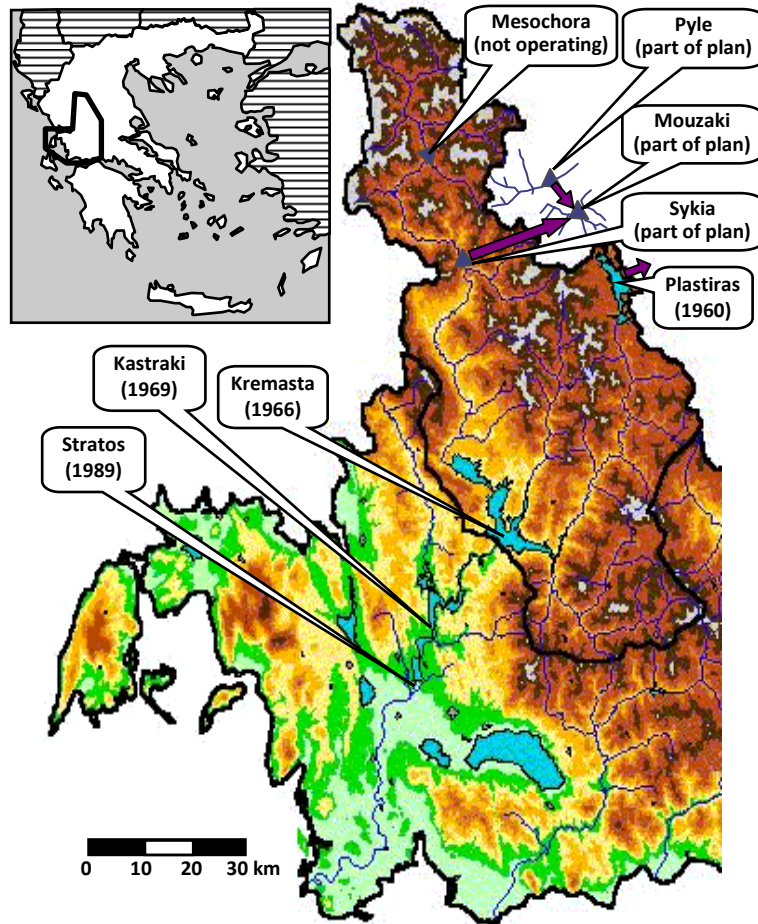 Mesochora
(not operating)
Pyle
(part of plan)
Mouzaki
(part of plan)
Sykia
(part of plan)
Plastiras
(1960)
Kastraki
(1969)
Kremasta
(1966)
Stratos
(1989)
0 10 20 30 km